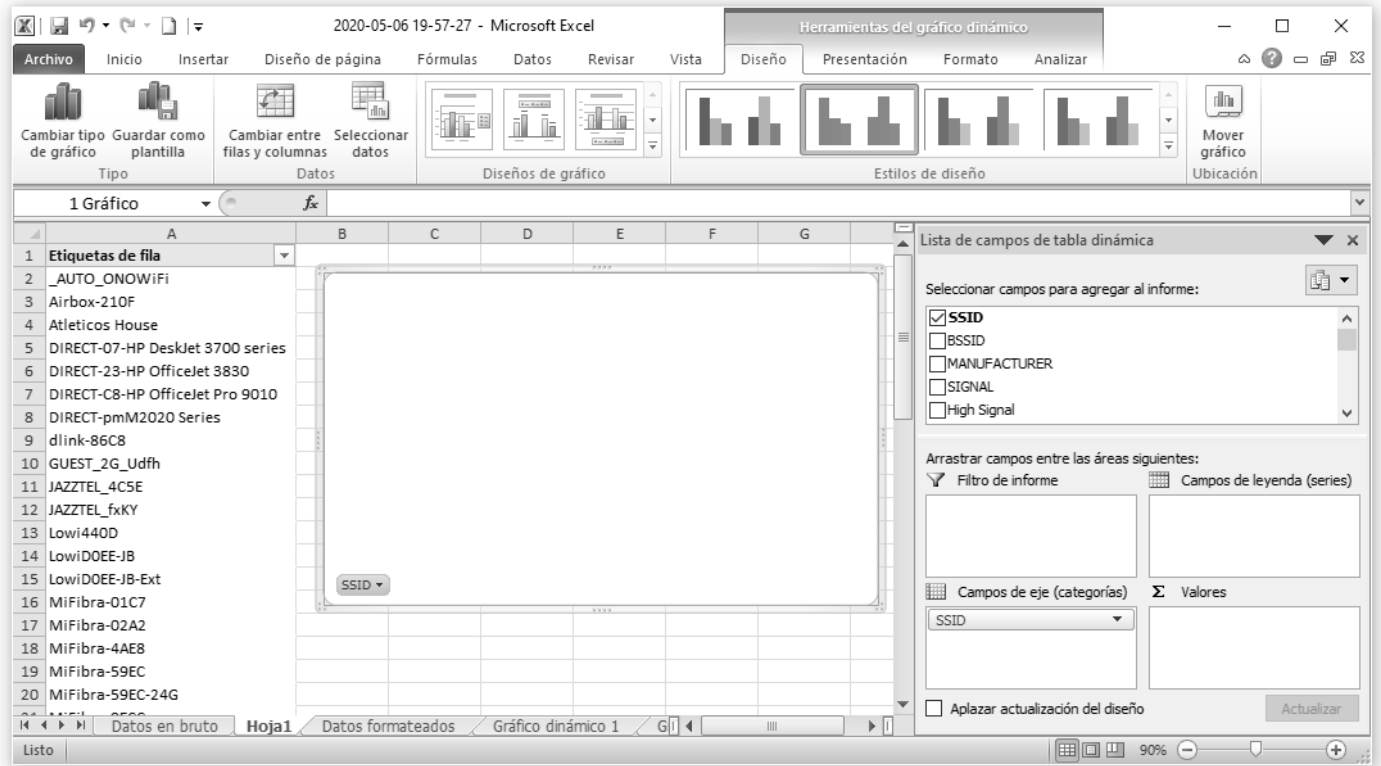 2020-05-06 19-57-27 - Microsoft Excel
Herramientas del gráfico dinámico
Archivo Inicio Insertar Diseño de página Fórmulas Datos Revisar Vista Diseño Presentación Formato Analizar
Cambiar tipo de gráfico
Guardar como plantilla
Cambiar entre filas y columnas
Seleccionar datos
Mover gráfico
Tipo Datos Diseños de gráfico Estilos de diseño Ubicación
1 Gráfico fx
A B C D E F G
1 Etiquetas de fila
2 _AUTO_ONOWiFi
3 Airbox-210F
4 Atleticos House
5 DIRECT-07-HP DeskJet 3700 series
6 DIRECT-23-HP OfficeJet 3830
7 DIRECT-C8-HP OfficeJet Pro 9010
8 DIRECT-pmM2020 Series
9 dlink-86C8
10 GUEST_2G_Udfh
11 JAZZTEL_4C5E
12 JAZZTEL_fxKY
13 Lowi440D
14 LowiD0EE-JB
15 LowiD0EE-JB-Ext
16 MiFibra-01C7
17 MiFibra-02A2
18 MiFibra-4AE8
19 MiFibra-59EC
20 MiFibra-59EC-24G
SSID
Lista de campos de tabla dinámica
Seleccionar campos para agregar al informe:
SSID
BSSID
MANUFACTURER
SIGNAL
High Signal
Arrastrar campos entre las áreas siguientes:
Filtro de informe
Campos de leyenda (series)
Campos de eje (categorías)
Σ Valores
SSID
Aplazar actualización del diseño
Actualizar
Datos en bruto Hoja1 Datos formateados Gráfico dinámico 1 G
Listo
90%